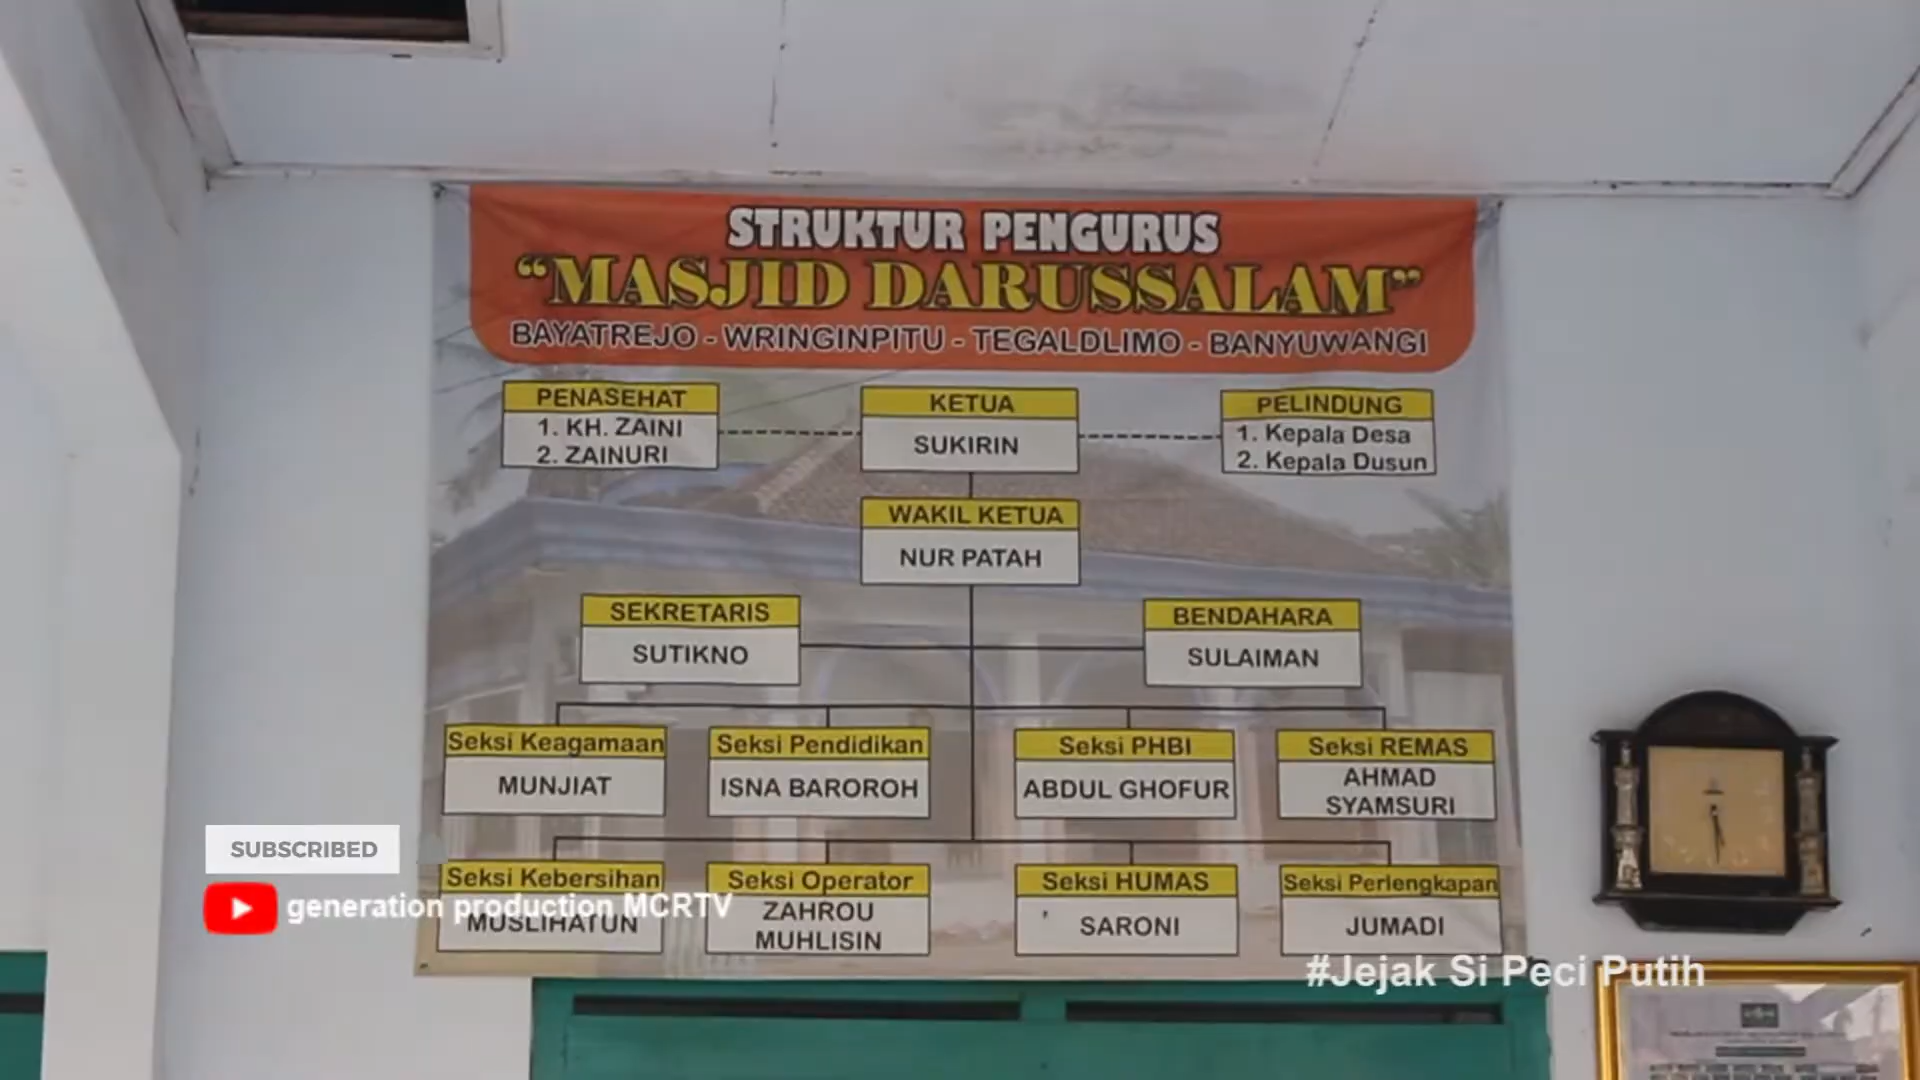 STRUKTUR PENGURUS
“MASJID DARUSSALAM”
BAYATREJO - WRINGINPITU - TEGALDLIMO - BANYUWANGI
PENASEHAT
1. KH. ZAINI
2. ZAINURI
KETUA
SUKIRIN
PELINDUNG
1. Kepala Desa
2. Kepala Dusun
WAKIL KETUA
NUR PATAH
SEKRETARIS
SUTIKNO
BENDAHARA
SULAIMAN
Seksi Keagamaan
MUNJIAT
Seksi Pendidikan
ISNA BAROROH
Seksi PHBI
ABDUL GHOFUR
Seksi REMAS
AHMAD
SYAMSURI
Seksi Kebersihan
MUSLIHATUN
Seksi Operator
ZAHROU
MUHLISIN
Seksi HUMAS
SARONI
Seksi Perlengkapan
JUMADI
SUBSCRIBED
generation production MCRTV
#Jejak Si Peci Putih